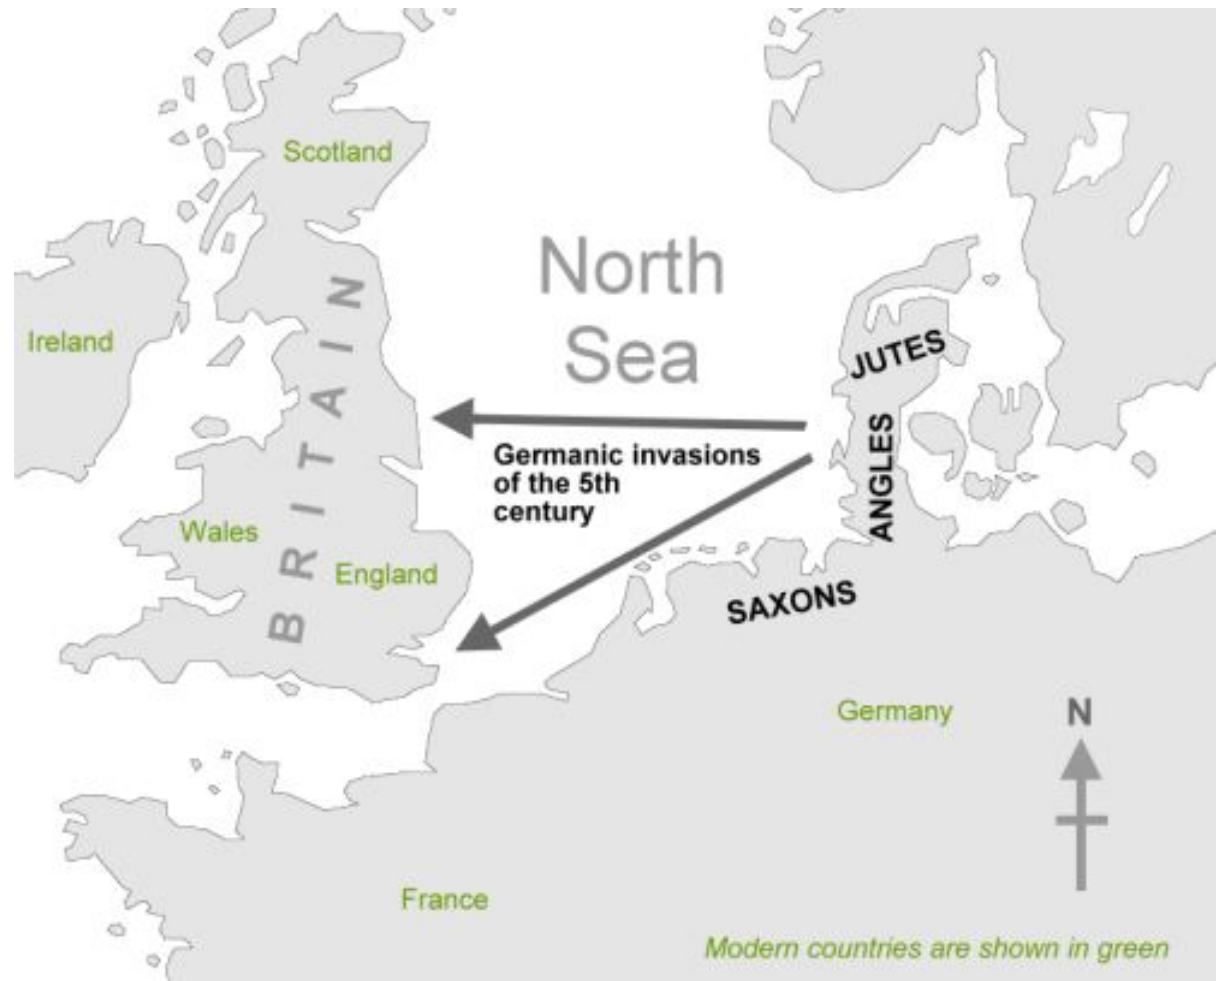 Scotland
North
Sea
BRITAIN
Ireland
JUTES
ANGLES
Germanic invasions
of the 5th
century
Wales
England
SAXONS
Germany
N
France
Modern countries are shown in green